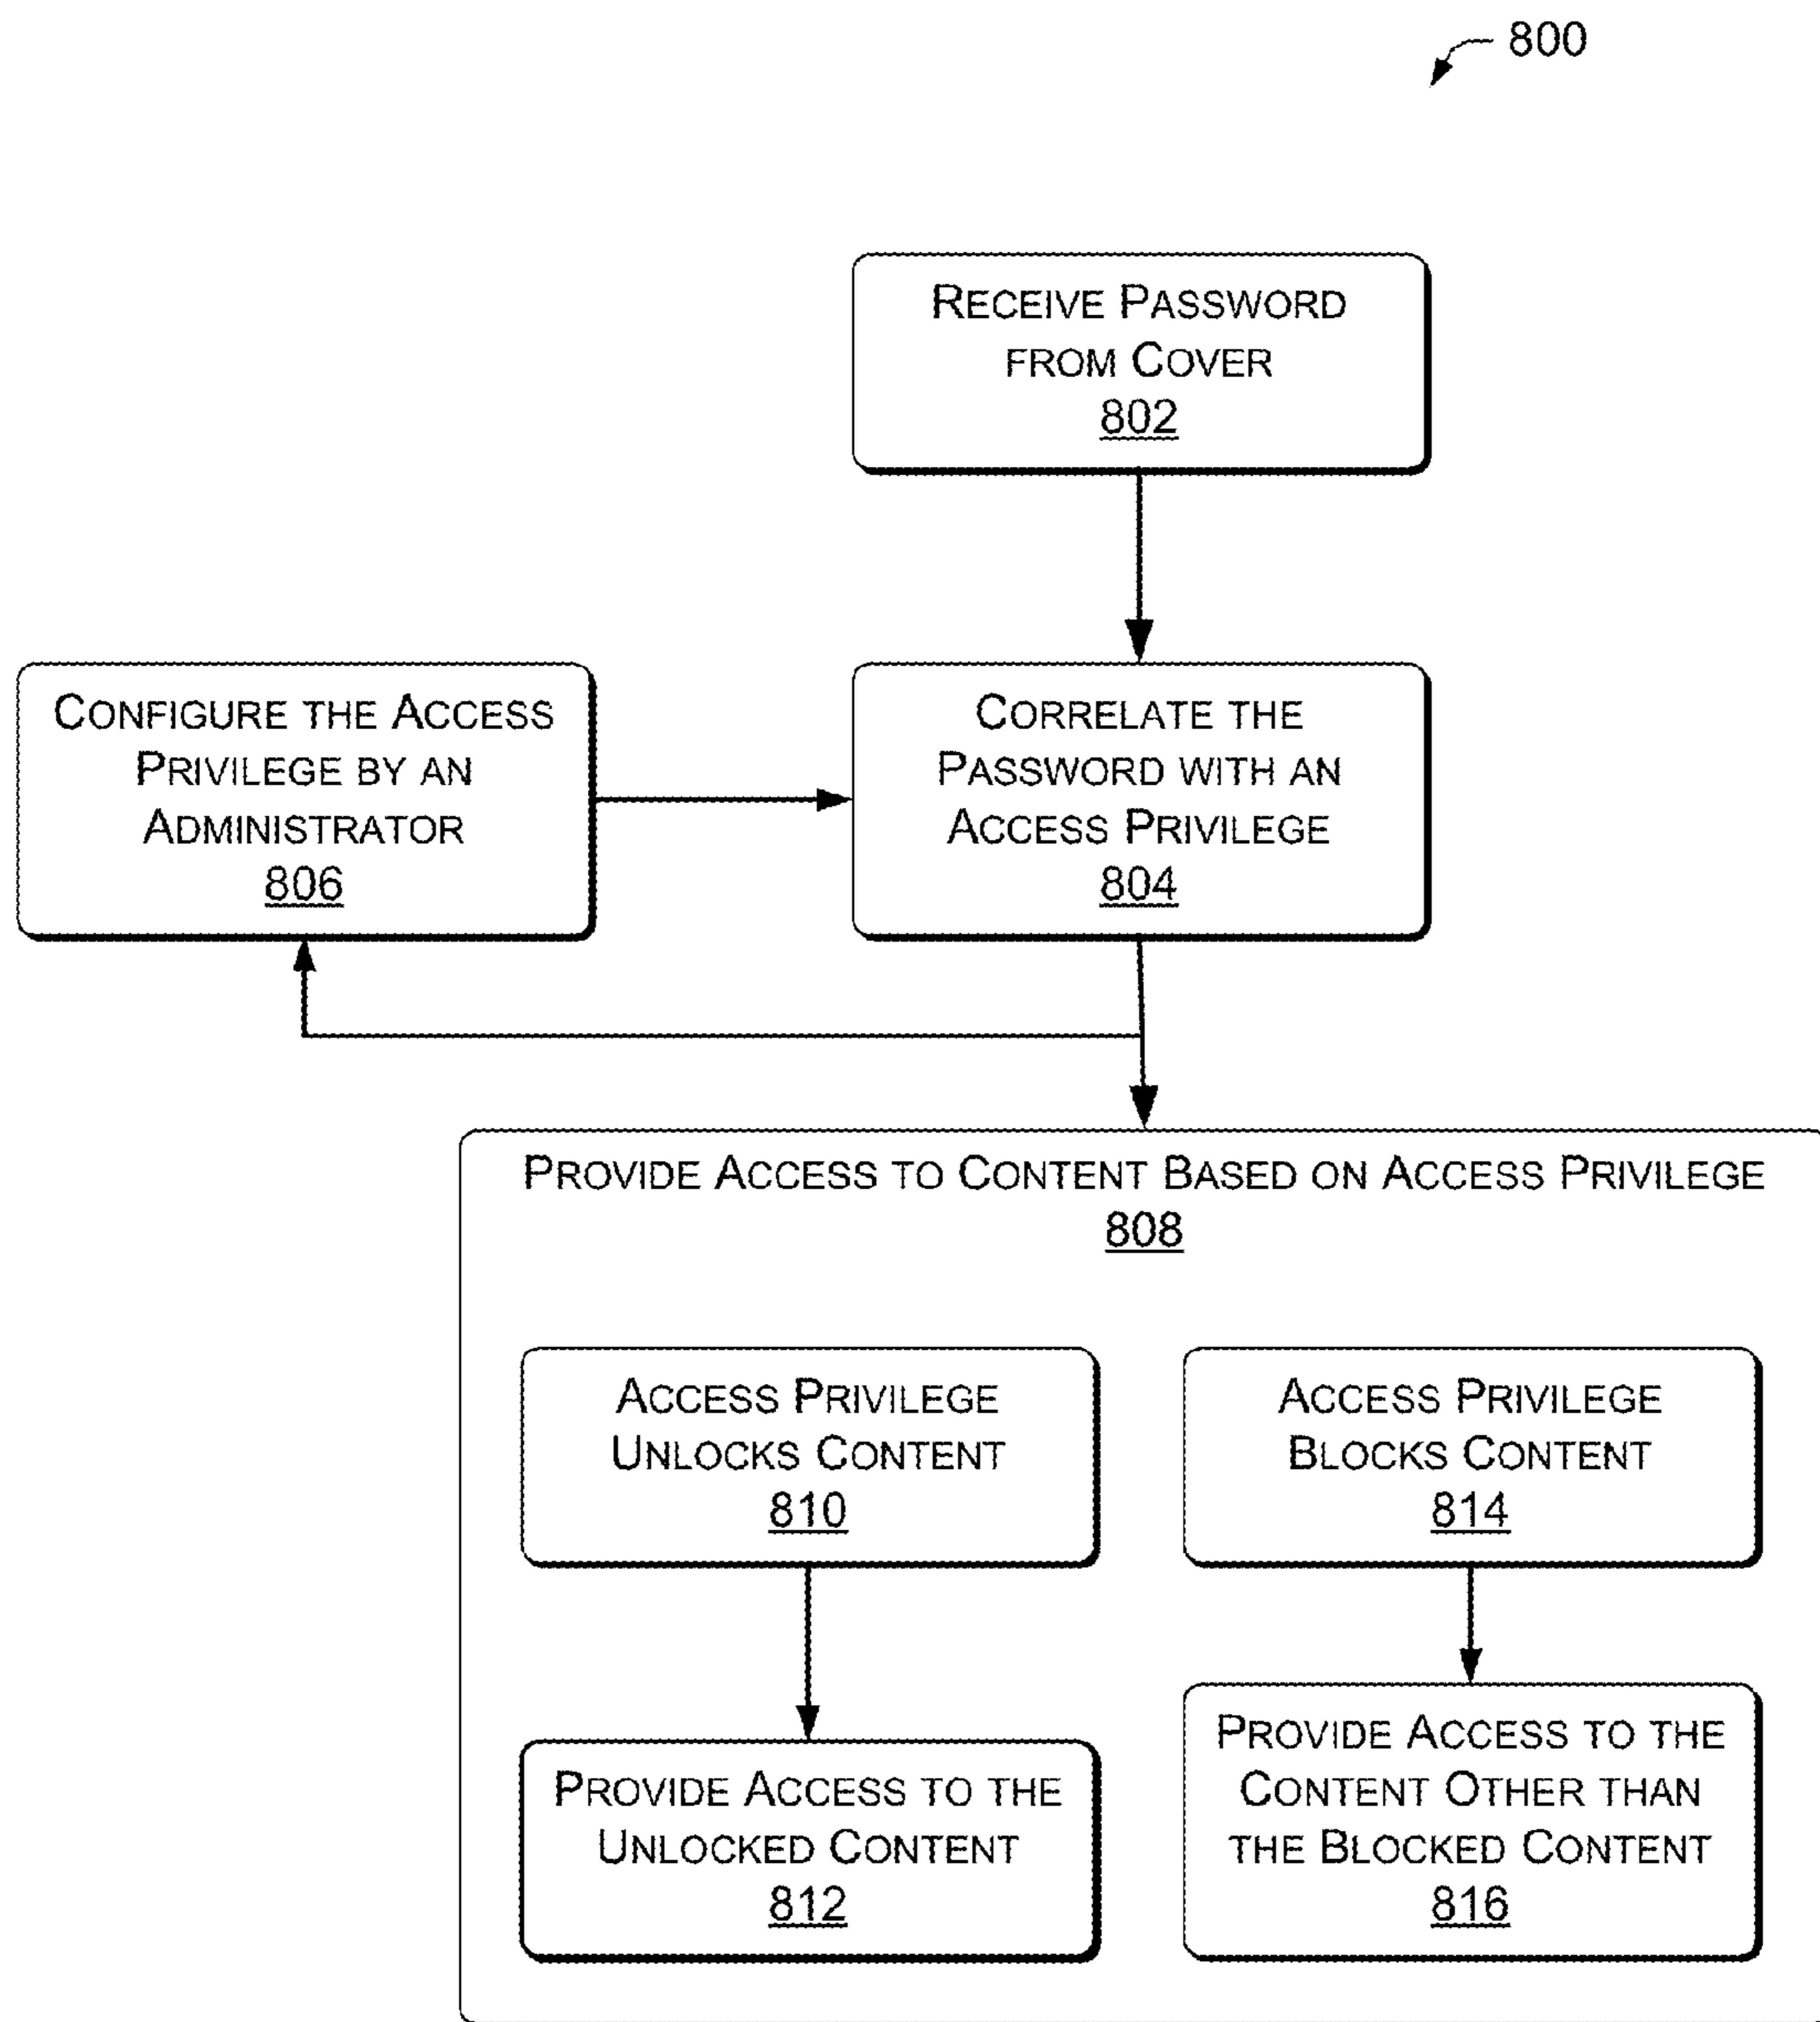 800
RECEIVE PASSWORD
FROM COVER
802
CONFIGURE THE ACCESS
PRIVILEGE BY AN
ADMINISTRATOR
806
CORRELATE THE
PASSWORD WITH AN
ACCESS PRIVILEGE
804
PROVIDE ACCESS TO CONTENT BASED ON ACCESS PRIVILEGE
808
ACCESS PRIVILEGE
UNLOCKS CONTENT
810
ACCESS PRIVILEGE
BLOCKS CONTENT
814
PROVIDE ACCESS TO THE
UNLOCKED CONTENT
812
PROVIDE ACCESS TO THE
CONTENT OTHER THAN
THE BLOCKED CONTENT
816